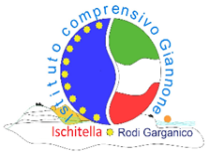 Istituto comprensivo Giannone
Ischitella Rodi Garganico